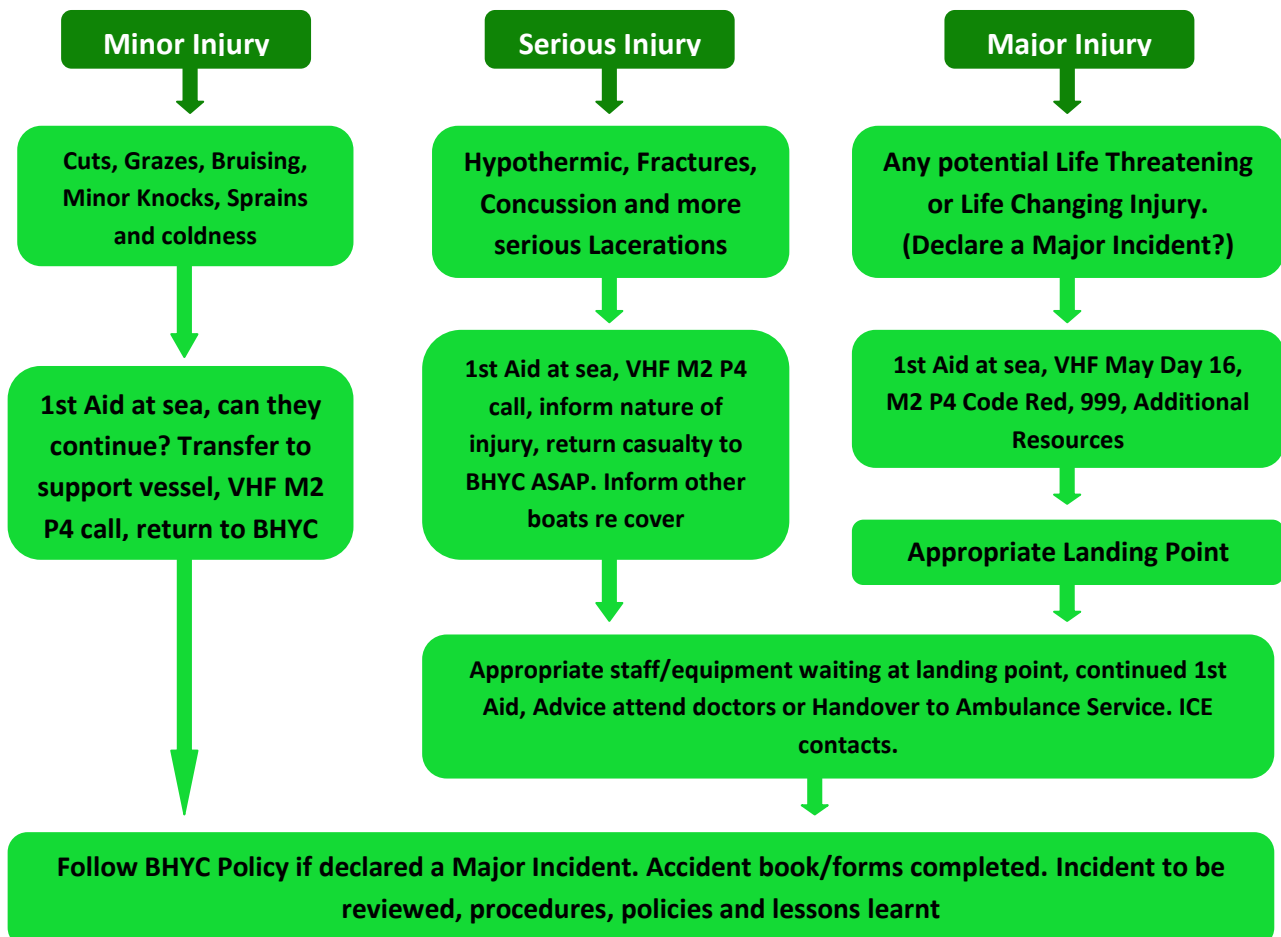 Minor Injury
Serious Injury
Major Injury
Cuts, Grazes, Bruising,
Minor Knocks, Sprains
and coldness
Hypothermic, Fractures,
Concussion and more
serious Lacerations
Any potential Life Threatening
or Life Changing Injury.
(Declare a Major Incident?)
1st Aid at sea, can they
continue? Transfer to
support vessel, VHF M2
P4 call, return to BHYC
1st Aid at sea, VHF M2 P4
call, inform nature of
injury, return casualty to
BHYC ASAP. Inform other
boats re cover
1st Aid at sea, VHF May Day 16,
M2 P4 Code Red, 999, Additional
Resources
Appropriate Landing Point
Appropriate staff/equipment waiting at landing point, continued 1st
Aid, Advice attend doctors or Handover to Ambulance Service. ICE
contacts.
Follow BHYC Policy if declared a Major Incident. Accident book/forms completed. Incident to be
reviewed, procedures, policies and lessons learnt